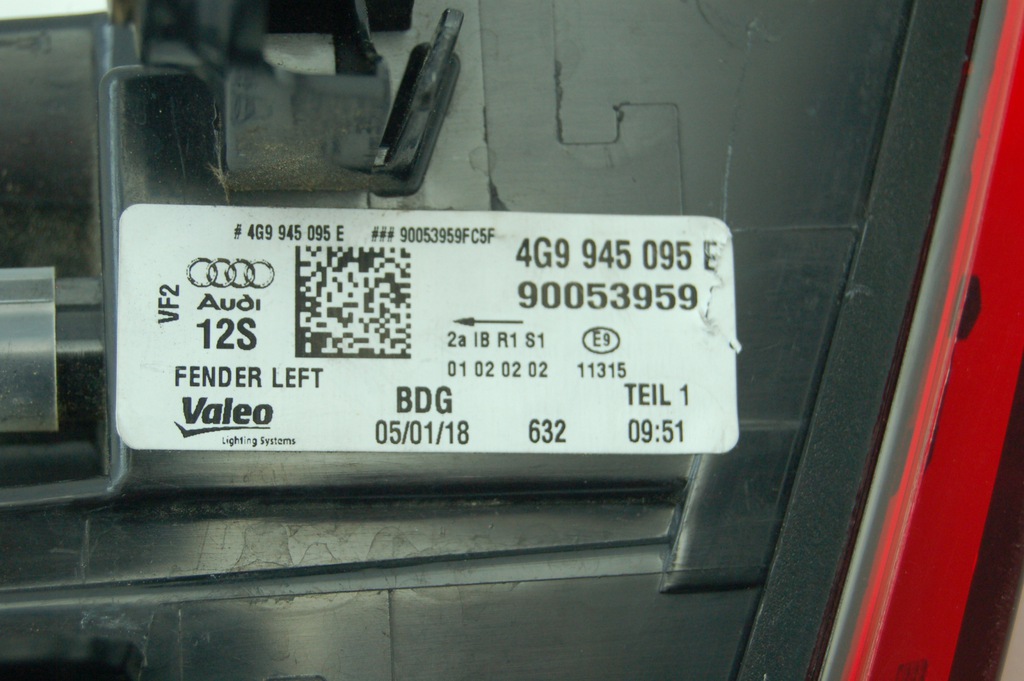 # 4G9 945 095 E ### 90053959FC5F
4G9 945 095 E
90053959
VF2
Audi
12S
2a IB R1 S1
E9
01 02 02 02
11315
FENDER LEFT
BDG
TEIL 1
Valeo
Lighting Systems
05/01/18
632
09:51